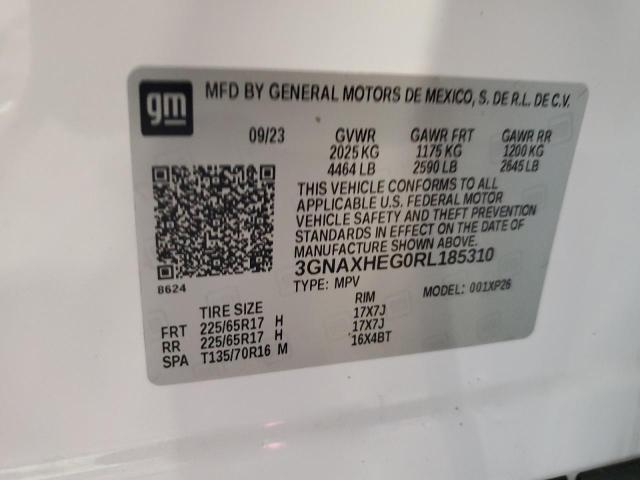 gm
MFD BY GENERAL MOTORS DE MEXICO, S. DE R.L. DE C.V.
09/23 GVWR GAWR FRT GAWR RR
2025 KG 1175 KG 1200 KG
4464 LB 2590 LB 2645 LB
THIS VEHICLE CONFORMS TO ALL
APPLICABLE U.S. FEDERAL MOTOR
VEHICLE SAFETY AND THEFT PREVENTION
STANDARDS IN EFFECT ON THE DATE OF
MANUFACTURE SHOWN ABOVE.
3GNAXHEG0RL185310
8624 TYPE: MPV MODEL: 001XP26
TIRE SIZE RIM
FRT 225/65R17 H 17X7J
RR 225/65R17 H 17X7J
SPA T135/70R16 M 16X4BT